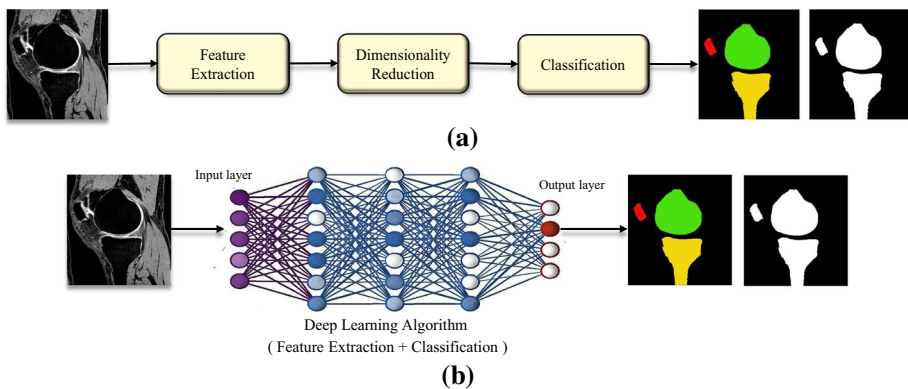 Feature
Extraction
Dimensionality
Reduction
Classification
(a)
Input layer
Output layer
Deep Learning Algorithm
( Feature Extraction + Classification )
(b)